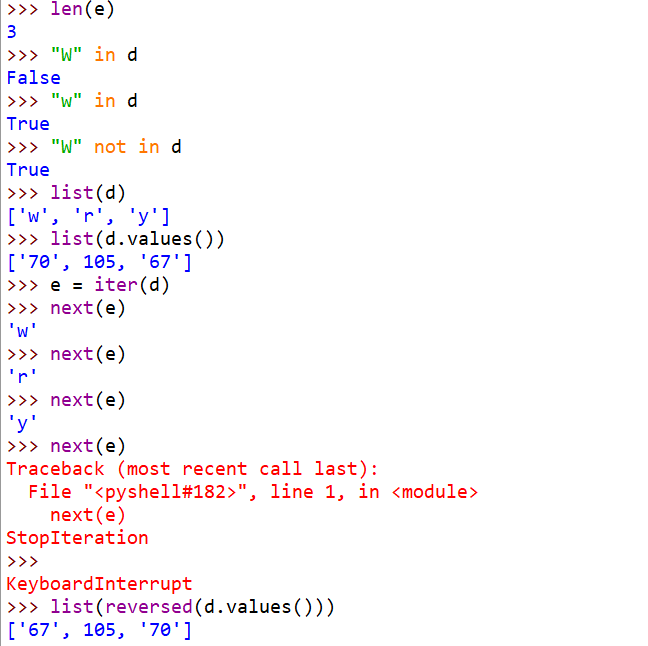 >>> len(e)
3
>>> "W" in d
False
>>> "w" in d
True
>>> "W" not in d
True
>>> list(d)
['w', 'r', 'y']
>>> list(d.values())
['70', 105, '67']
>>> e = iter(d)
>>> next(e)
'w'
>>> next(e)
'r'
>>> next(e)
'y'
>>> next(e)
Traceback (most recent call last):
  File "<pyshell#182>", line 1, in <module>
    next(e)
StopIteration
>>>
KeyboardInterrupt
>>> list(reversed(d.values()))
['67', 105, '70']